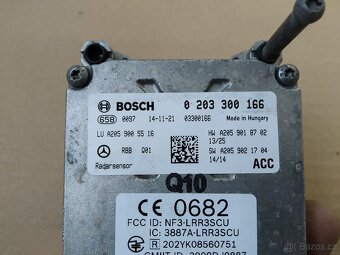 BOSCH 0 203 300 166
658 0097 14-11-21 03300166 Made in Hungary
LU A205 900 55 16 HW A205 901 87 02
13/25
RBB Q01 SW A205 902 17 04
14/14
Radarsensor ACC
Q10
CE 0682
FCC ID: NF3-LRR3SCU
IC: 3887A-LRR3SCU
R 202YK08560751